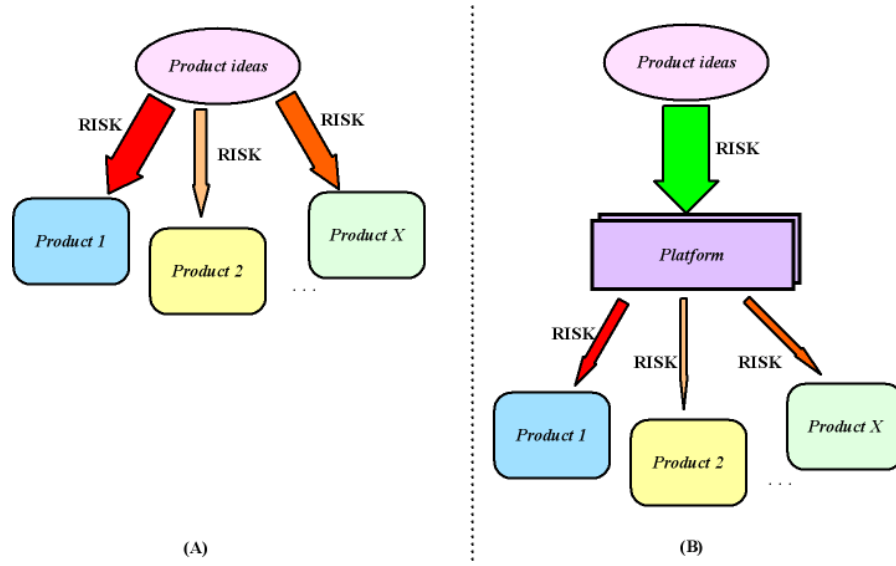 Product ideas
RISK
RISK
RISK
Product 1
Product 2
Product X
. . .
(A)
Product ideas
RISK
Platform
RISK
RISK
RISK
Product 1
Product 2
Product X
. . .
(B)